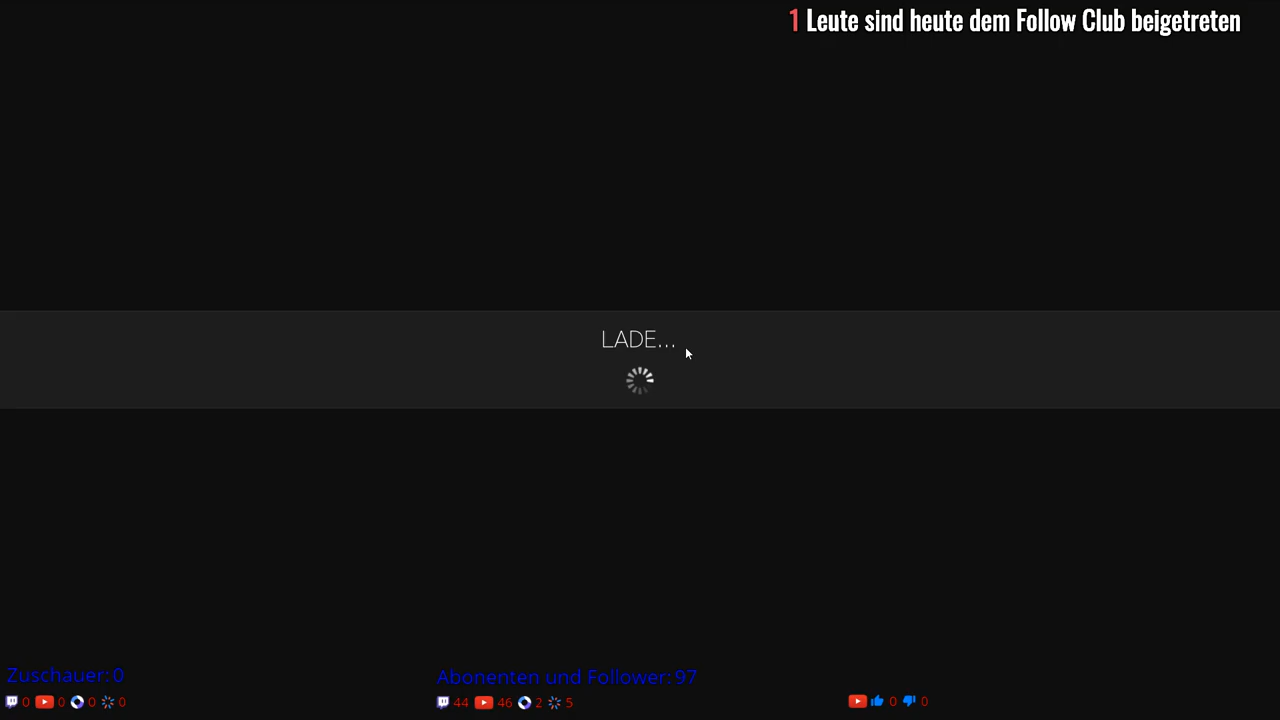 1 Leute sind heute dem Follow Club beigetreten
LADE...
Zuschauer: 0
0 0 0 0
Abonenten und Follower: 97
44 46 2 5
0 0